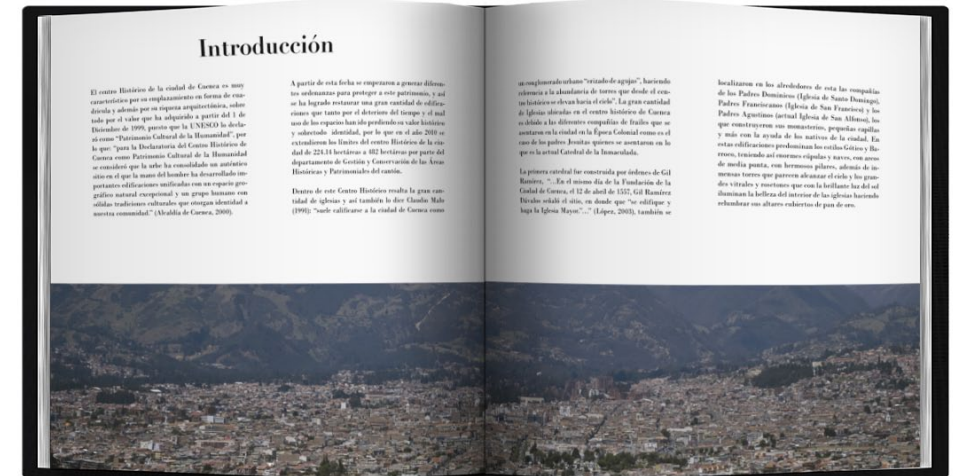 Introducción
El centro Histórico de la ciudad de Cuenca es muy
característico por su emplazamiento en forma de cua-
drícula y además por su riqueza arquitectónica, sobre
todo por el valor que ha adquirido a partir del 1 de
Diciembre de 1999, puesto que la UNESCO lo decla-
ró como "Patrimonio Cultural de la Humanidad", por
lo que: "para la Declaratoria del Centro Histórico de
Cuenca como Patrimonio Cultural de la Humanidad
se consideró que la urbe ha consolidado un auténtico
sitio en el que la mano del hombre ha desarrollado im-
portantes edificaciones unificadas con un espacio geo-
gráfico natural excepcional y un grupo humano con
sólidas tradiciones culturales que otorgan identidad a
nuestra comunidad." (Alcaldía de Cuenca, 2000).
A partir de esta fecha se empezaron a generar diferen-
tes ordenanzas para proteger a este patrimonio, y así
se ha logrado restaurar una gran cantidad de edifica-
ciones que tanto por el deterioro del tiempo y el mal
uso de los espacios han ido perdiendo su valor histórico
y sobretodo identidad, por lo que en el año 2010 se
extendieron los límites del centro Histórico de la ciu-
dad de 224.14 hectáreas a 482 hectáreas por parte del
departamento de Gestión y Conservación de las Áreas
Históricas y Patrimoniales del cantón.
Dentro de este Centro Histórico resalta la gran can-
tidad de iglesias y así también lo dice Claudio Malo
(1991): "suele calificarse a la ciudad de Cuenca como
un conglomerado urbano "erizado de agujas", haciendo
referencia a la abundancia de torres que desde el cen-
tro histórico se elevan hacia el cielo". La gran cantidad
de Iglesias ubicadas en el centro histórico de Cuenca
es debido a las diferentes compañías de frailes que se
asentaron en la ciudad en la Época Colonial como es el
caso de los padres Jesuitas quienes se asentaron en lo
que es la actual Catedral de la Inmaculada.
La primera catedral fue construida por órdenes de Gil
Ramírez, "...En el mismo día de la Fundación de la
Ciudad de Cuenca, el 12 de abril de 1557, Gil Ramírez
Dávalos señaló el sitio, en donde que "se edifique y
haga la Iglesia Mayor."..." (López, 2003), también se
localizaron en los alrededores de esta las compañías
de los Padres Dominicos (Iglesia de Santo Domingo),
Padres Franciscanos (Iglesia de San Francisco) y los
Padres Agustinos (actual Iglesia de San Alfonso), los
que construyeron sus monasterios, pequeñas capillas
y más con la ayuda de los nativos de la ciudad. En
estas edificaciones predominan los estilos Gótico y Ba-
rroco, teniendo así enormes cúpulas y naves, con arcos
de media punta, con hermosos pilares, además de in-
mensas torres que parecen alcanzar el cielo y los gran-
des vitrales y rosetones que con la brillante luz del sol
iluminan la belleza del interior de las iglesias haciendo
relumbrar sus altares cubiertos de pan de oro.